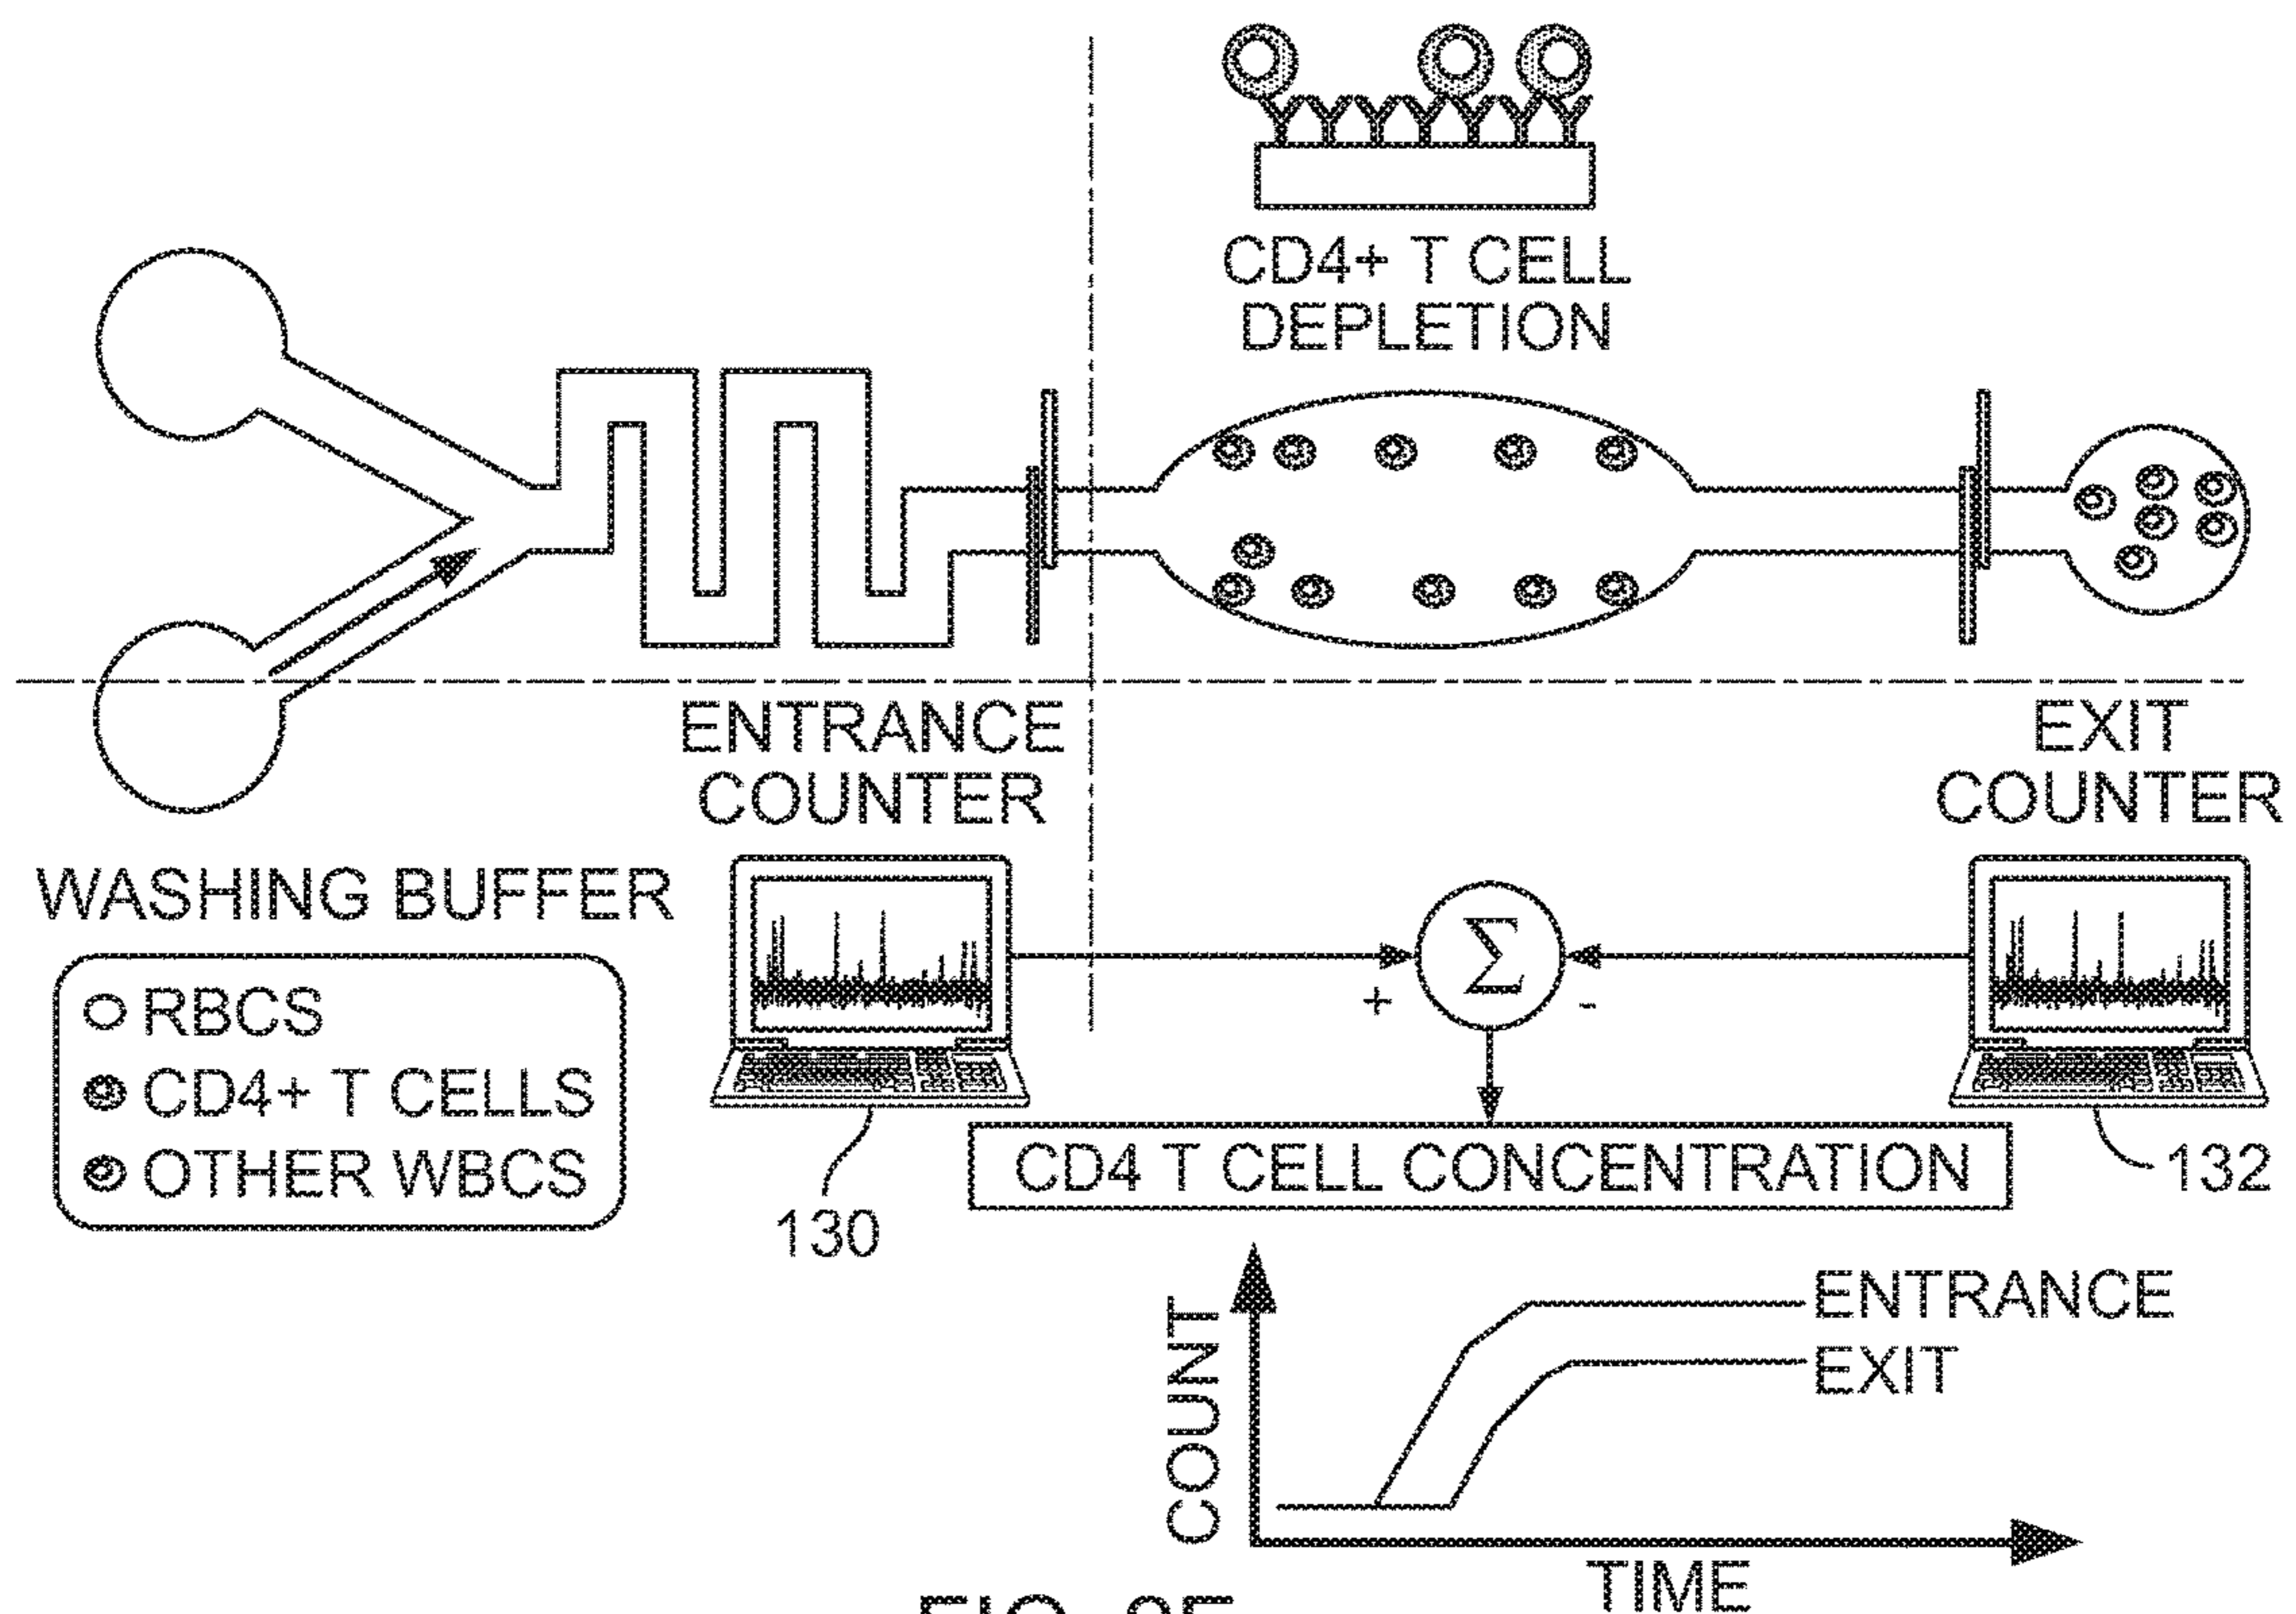 CD4+ T CELL
DEPLETION
ENTRANCE
COUNTER
EXIT
COUNTER
WASHING BUFFER
RBCS
CD4+ T CELLS
OTHER WBCS
Σ
+
-
130
CD4 T CELL CONCENTRATION
132
COUNT
ENTRANCE
EXIT
TIME